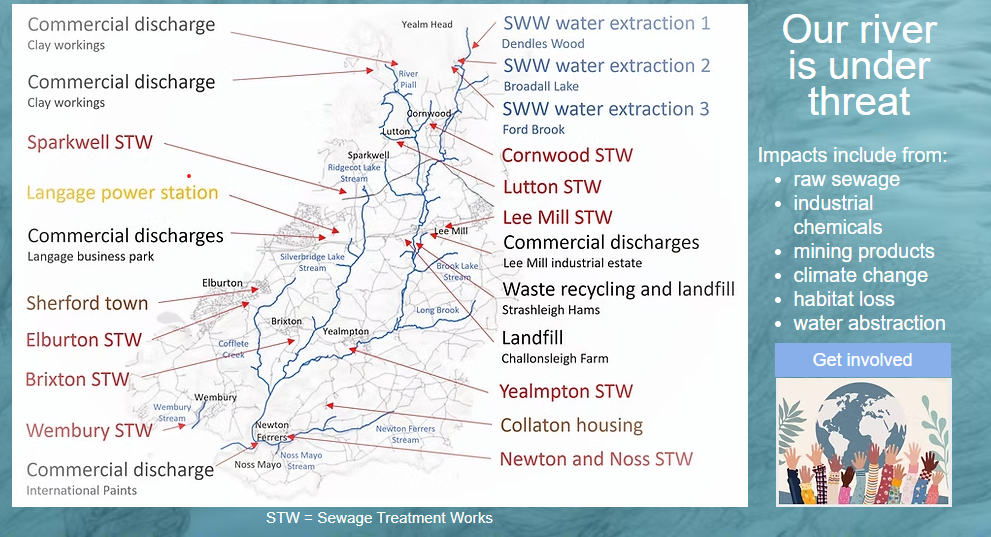 Commercial discharge
Clay workings
Commercial discharge
Clay workings
Sparkwell STW
Langage power station
Commercial discharges
Langage business park
Sherford town
Elburton STW
Brixton STW
Wembury STW
Commercial discharge
International Paints
Yealm Head
River
Piall
Cornwood
Lutton
Sparkwell
Ridgecot Lake
Stream
Lee Mill
Silverbridge Lake
Stream
Brook Lake
Stream
Elburton
Long Brook
Brixton
Yealmpton
Cofflete
Creek
Wembury
Wembury
Stream
Newton
Ferrers
Newton Ferrers
Stream
Noss Mayo
Noss Mayo
Stream
SWW water extraction 1
Dendles Wood
SWW water extraction 2
Broadall Lake
SWW water extraction 3
Ford Brook
Cornwood STW
Lutton STW
Lee Mill STW
Commercial discharges
Lee Mill industrial estate
Waste recycling and landfill
Strashleigh Hams
Landfill
Challonsleigh Farm
Yealmpton STW
Collaton housing
Newton and Noss STW
STW = Sewage Treatment Works
Our river
is under
threat
Impacts include from:
• raw sewage
• industrial
chemicals
• mining products
• climate change
• habitat loss
• water abstraction
Get involved